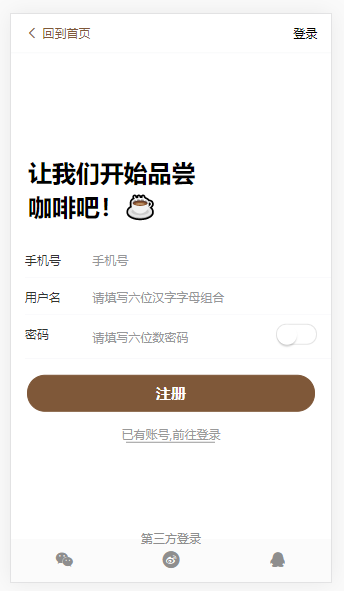 回到首页
登录
让我们开始品尝
咖啡吧！
手机号 手机号
用户名 请填写六位汉字字母组合
密码 请填写六位数密码
注册
已有账号,前往登录
第三方登录